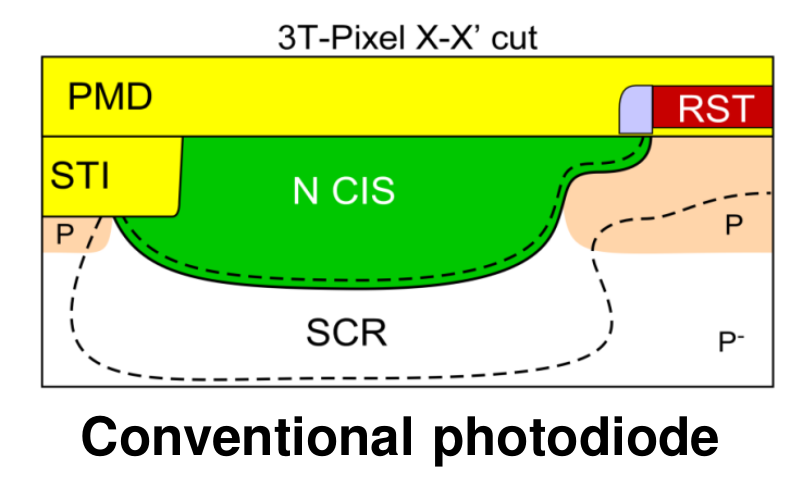 3T-Pixel X-X’ cut
PMD
RST
STI
N CIS
P
P
SCR
P-
Conventional photodiode